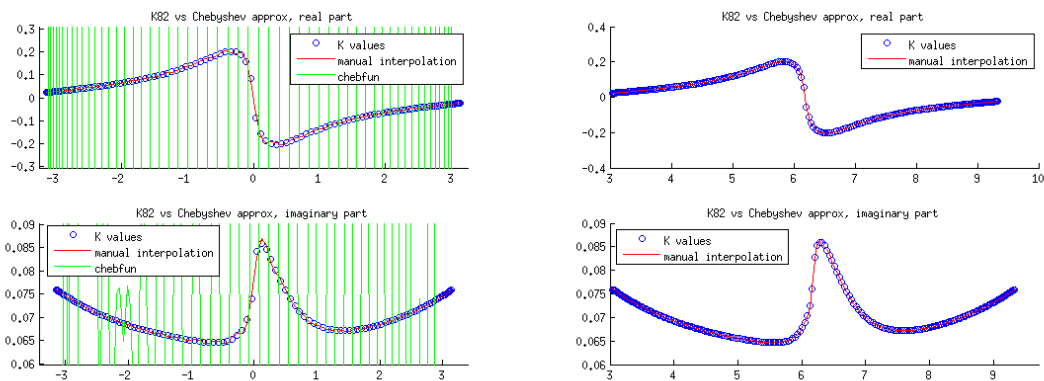 K82 vs Chebyshev approx, real part
0.3
0.2
0.1
0
-0.1
-0.2
-0.3
-3 -2 -1 0 1 2 3
K values
manual interpolation
chebfun
K82 vs Chebyshev approx, real part
0.4
0.2
0
-0.2
-0.4
3 4 5 6 7 8 9 10
K values
manual interpolation
K82 vs Chebyshev approx, imaginary part
0.09
0.085
0.08
0.075
0.07
0.065
0.06
-3 -2 -1 0 1 2 3
K values
manual interpolation
chebfun
K82 vs Chebyshev approx, imaginary part
0.09
0.085
0.08
0.075
0.07
0.065
0.06
3 4 5 6 7 8 9
K values
manual interpolation